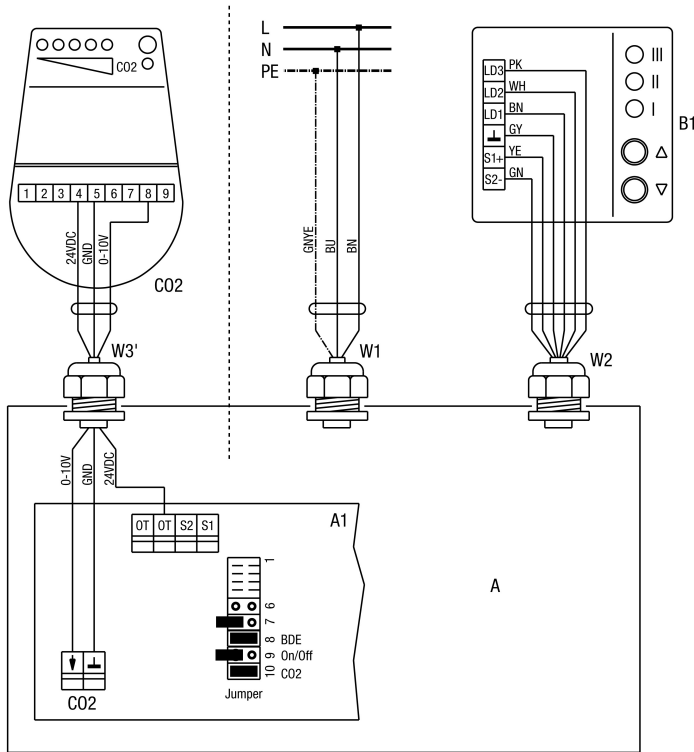 CO2
1 2 3 4 5 6 7 8 9
24VDC
GND
0-10V
CO2
W3'
L
N
PE
GNYE
BU
BN
W1
LD3 PK
LD2 WH
LD1 BN
GY
S1+ YE
S2- GN
III
II
I
B1
W2
0-10V
GND
24VDC
OT OT S2 S1
A1
A
1
6
7
8 BDE
9 On/Off
10 CO2
Jumper
CO2